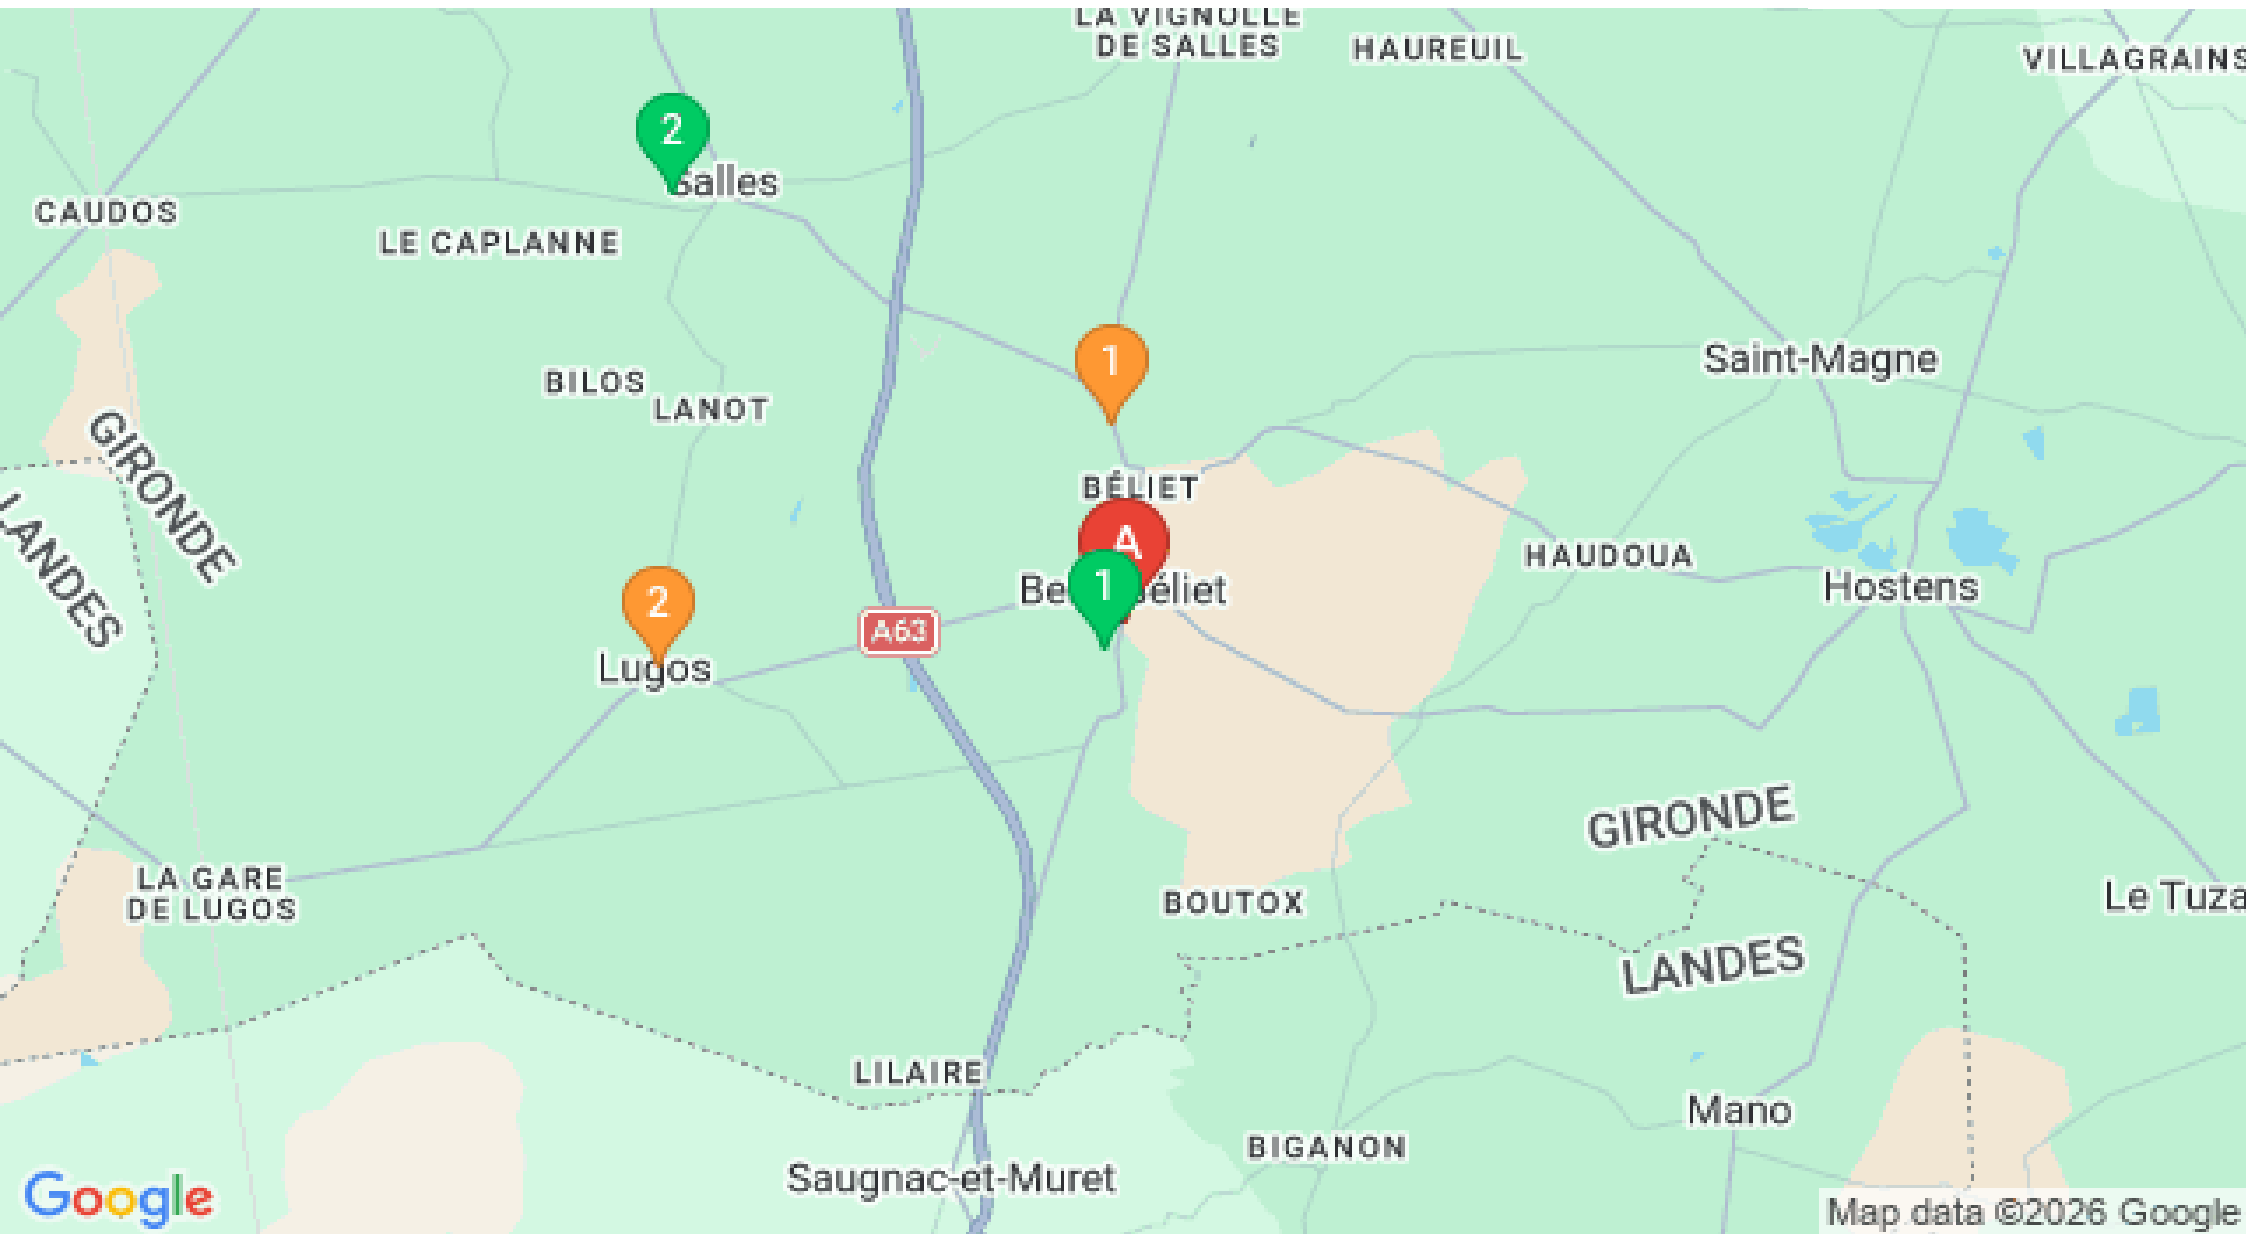 LA VIGNOLLE
DE SALLES
HAUREUIL
VILLAGRAINS
2
Salles
CAUDOS
LE CAPLANNE
1
Saint-Magne
BILOS
LANOT
GIRONDE
LANDES
BÉLIET
A
1
HAUDOUA
Hostens
2
A63
Lugos
GIRONDE
LA GARE
DE LUGOS
BOUTOX
Le Tuza
LANDES
LILAIRE
Mano
BIGANON
Saugnac-et-Muret
Google
Map data ©2026 Google